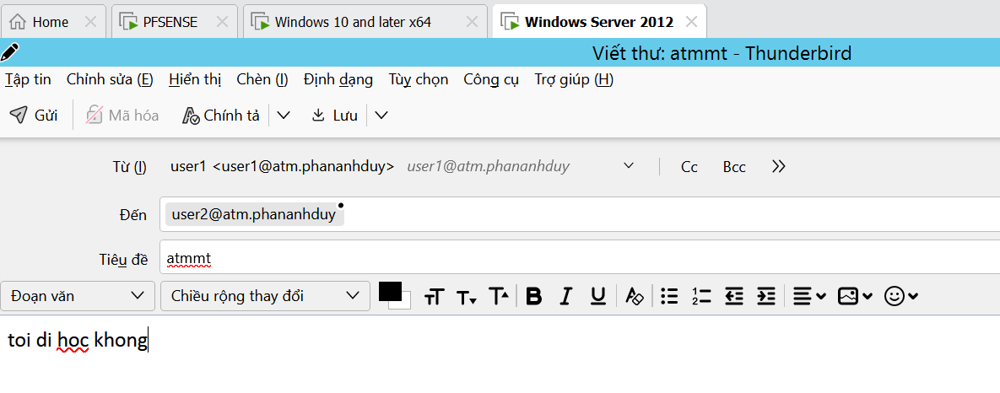 Home PFSENSE Windows 10 and later x64 Windows Server 2012
Viết thư: atmmt - Thunderbird
Tập tin Chỉnh sửa (E) Hiển thị Chèn (I) Định dạng Tùy chọn Công cụ Trợ giúp (H)
Gửi Mã hóa Chính tả Lưu
Từ (I) user1 <user1@atm.phananhduy> user1@atm.phananhduy Cc Bcc
Đến user2@atm.phananhduy
Tiêu đề atmmt
Đoạn văn Chiều rộng thay đổi
toi di hoc khong